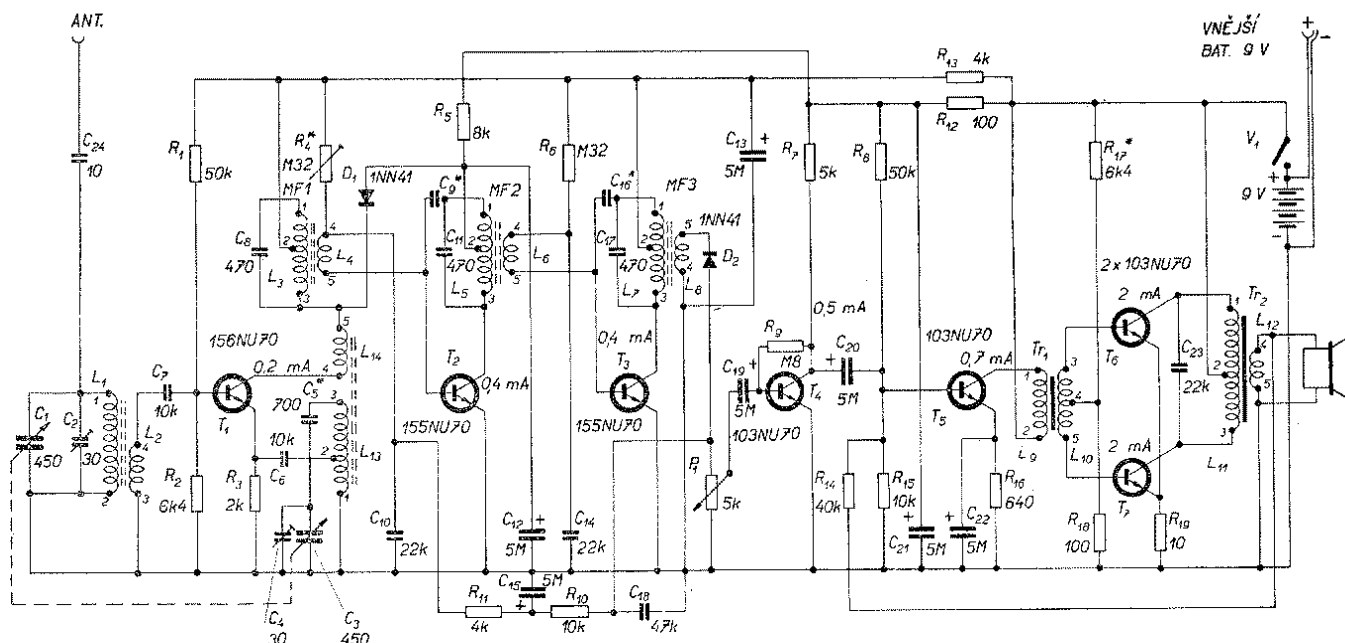 ANT.
VNĚJŠÍ
BAT. 9 V
+
−
R13 4k
R12 100
C24 10
R1 50k
R4* M32
D1 1NN41
MF1
C8 470
L3
L4
R5 8k
C9*
MF2
C11 470
L5
L6
R6 M32
C16*
MF3
C17 470
L7
L8
C13 5M +
1NN41 D2
R7 5k
R8 50k
R17* 6k4
V1
+
9 V
−
156NU70
0,2 mA
T1
L14
L13
C5* 700
C7 10k
C6 10k
L1
L2
C1 450
C2 30
R2 6k4
R3 2k
C4 30
C3 450
C10 22k
T2
0,4 mA
155NU70
C12 5M +
C14 22k
T3
0,4 mA
155NU70
R11 4k
C15 5M +
R10 10k
C18 47k
P1 5k
C19 5M +
R9 M8
0,5 mA
T4
103NU70
C20 5M +
R14 40k
R15 10k
C21 5M +
C22 5M +
103NU70
0,7 mA
T5
R16 640
Tr1
L9
L10
R18 100
R19 10
2 x 103NU70
2 mA
T6
2 mA
T7
C23 22k
Tr2
L11
L12
1
2
3
4
5